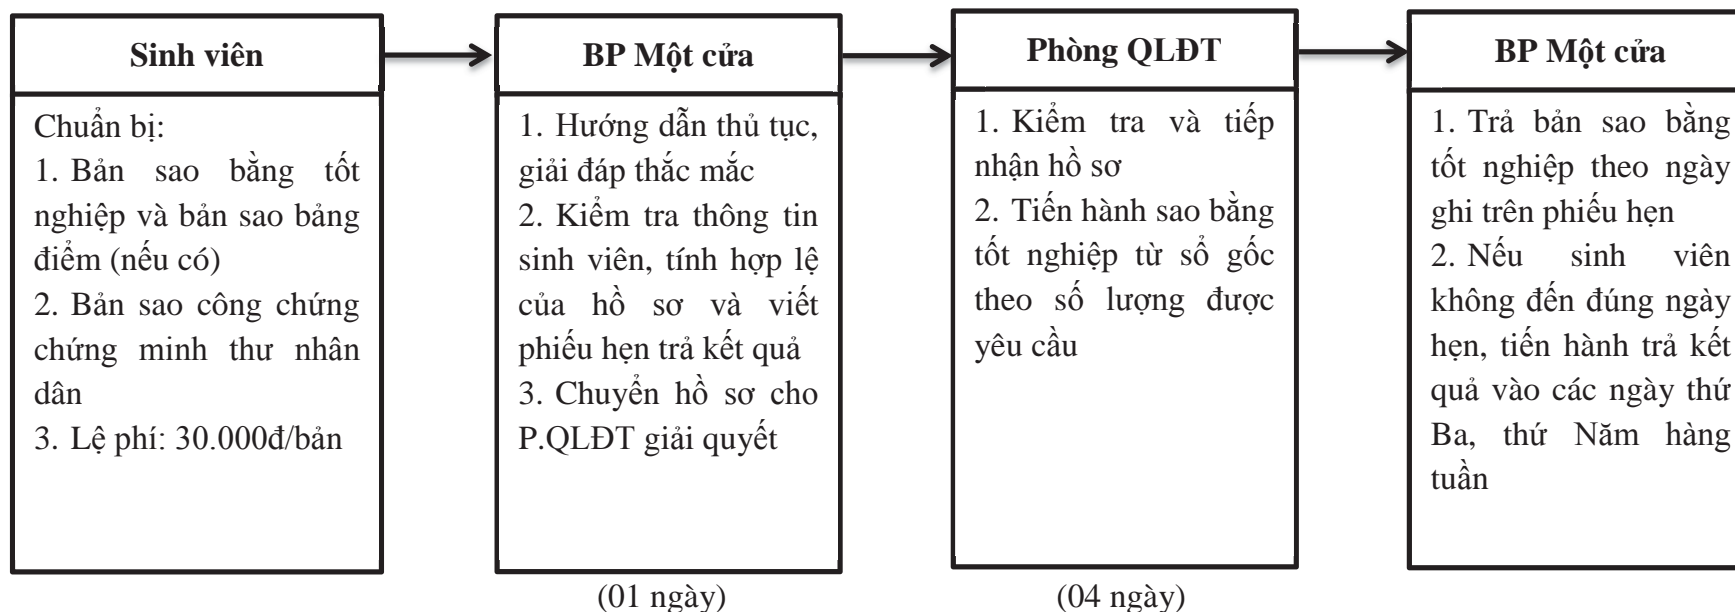 Sinh viên
Chuẩn bị:
1. Bản sao bằng tốt
nghiệp và bản sao bảng
điểm (nếu có)
2. Bản sao công chứng
chứng minh thư nhân
dân
3. Lệ phí: 30.000đ/bản
BP Một cửa
1. Hướng dẫn thủ tục,
giải đáp thắc mắc
2. Kiểm tra thông tin
sinh viên, tính hợp lệ
của hồ sơ và viết
phiếu hẹn trả kết quả
3. Chuyển hồ sơ cho
P.QLĐT giải quyết
(01 ngày)
Phòng QLĐT
1. Kiểm tra và tiếp
nhận hồ sơ
2. Tiến hành sao bằng
tốt nghiệp từ sổ gốc
theo số lượng được
yêu cầu
(04 ngày)
BP Một cửa
1. Trả bản sao bằng
tốt nghiệp theo ngày
ghi trên phiếu hẹn
2. Nếu sinh viên
không đến đúng ngày
hẹn, tiến hành trả kết
quả vào các ngày thứ
Ba, thứ Năm hàng
tuần